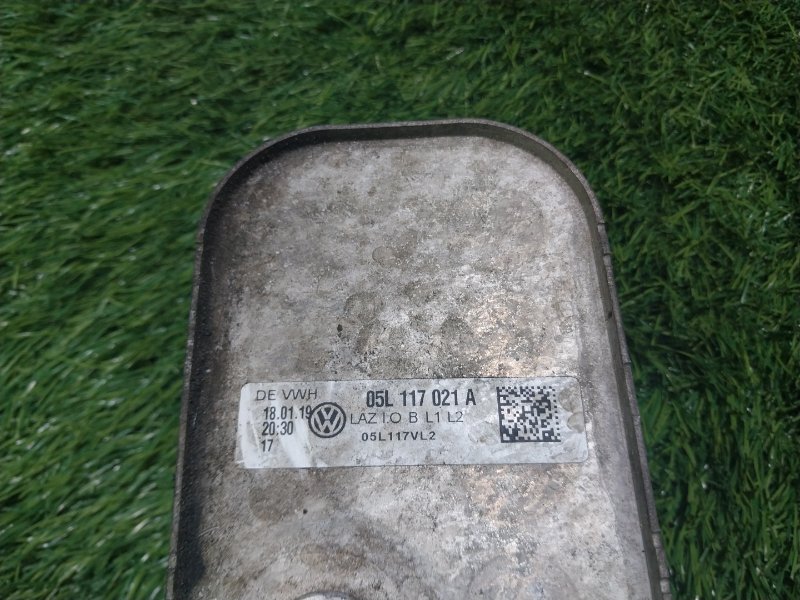 DE VWH 05L 117 021 A
18.01.19 LAZ I.O B L1 L2
20:30 05L117VL2
17